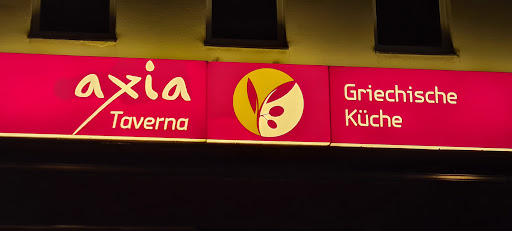 axia
Taverna
Griechische
Küche